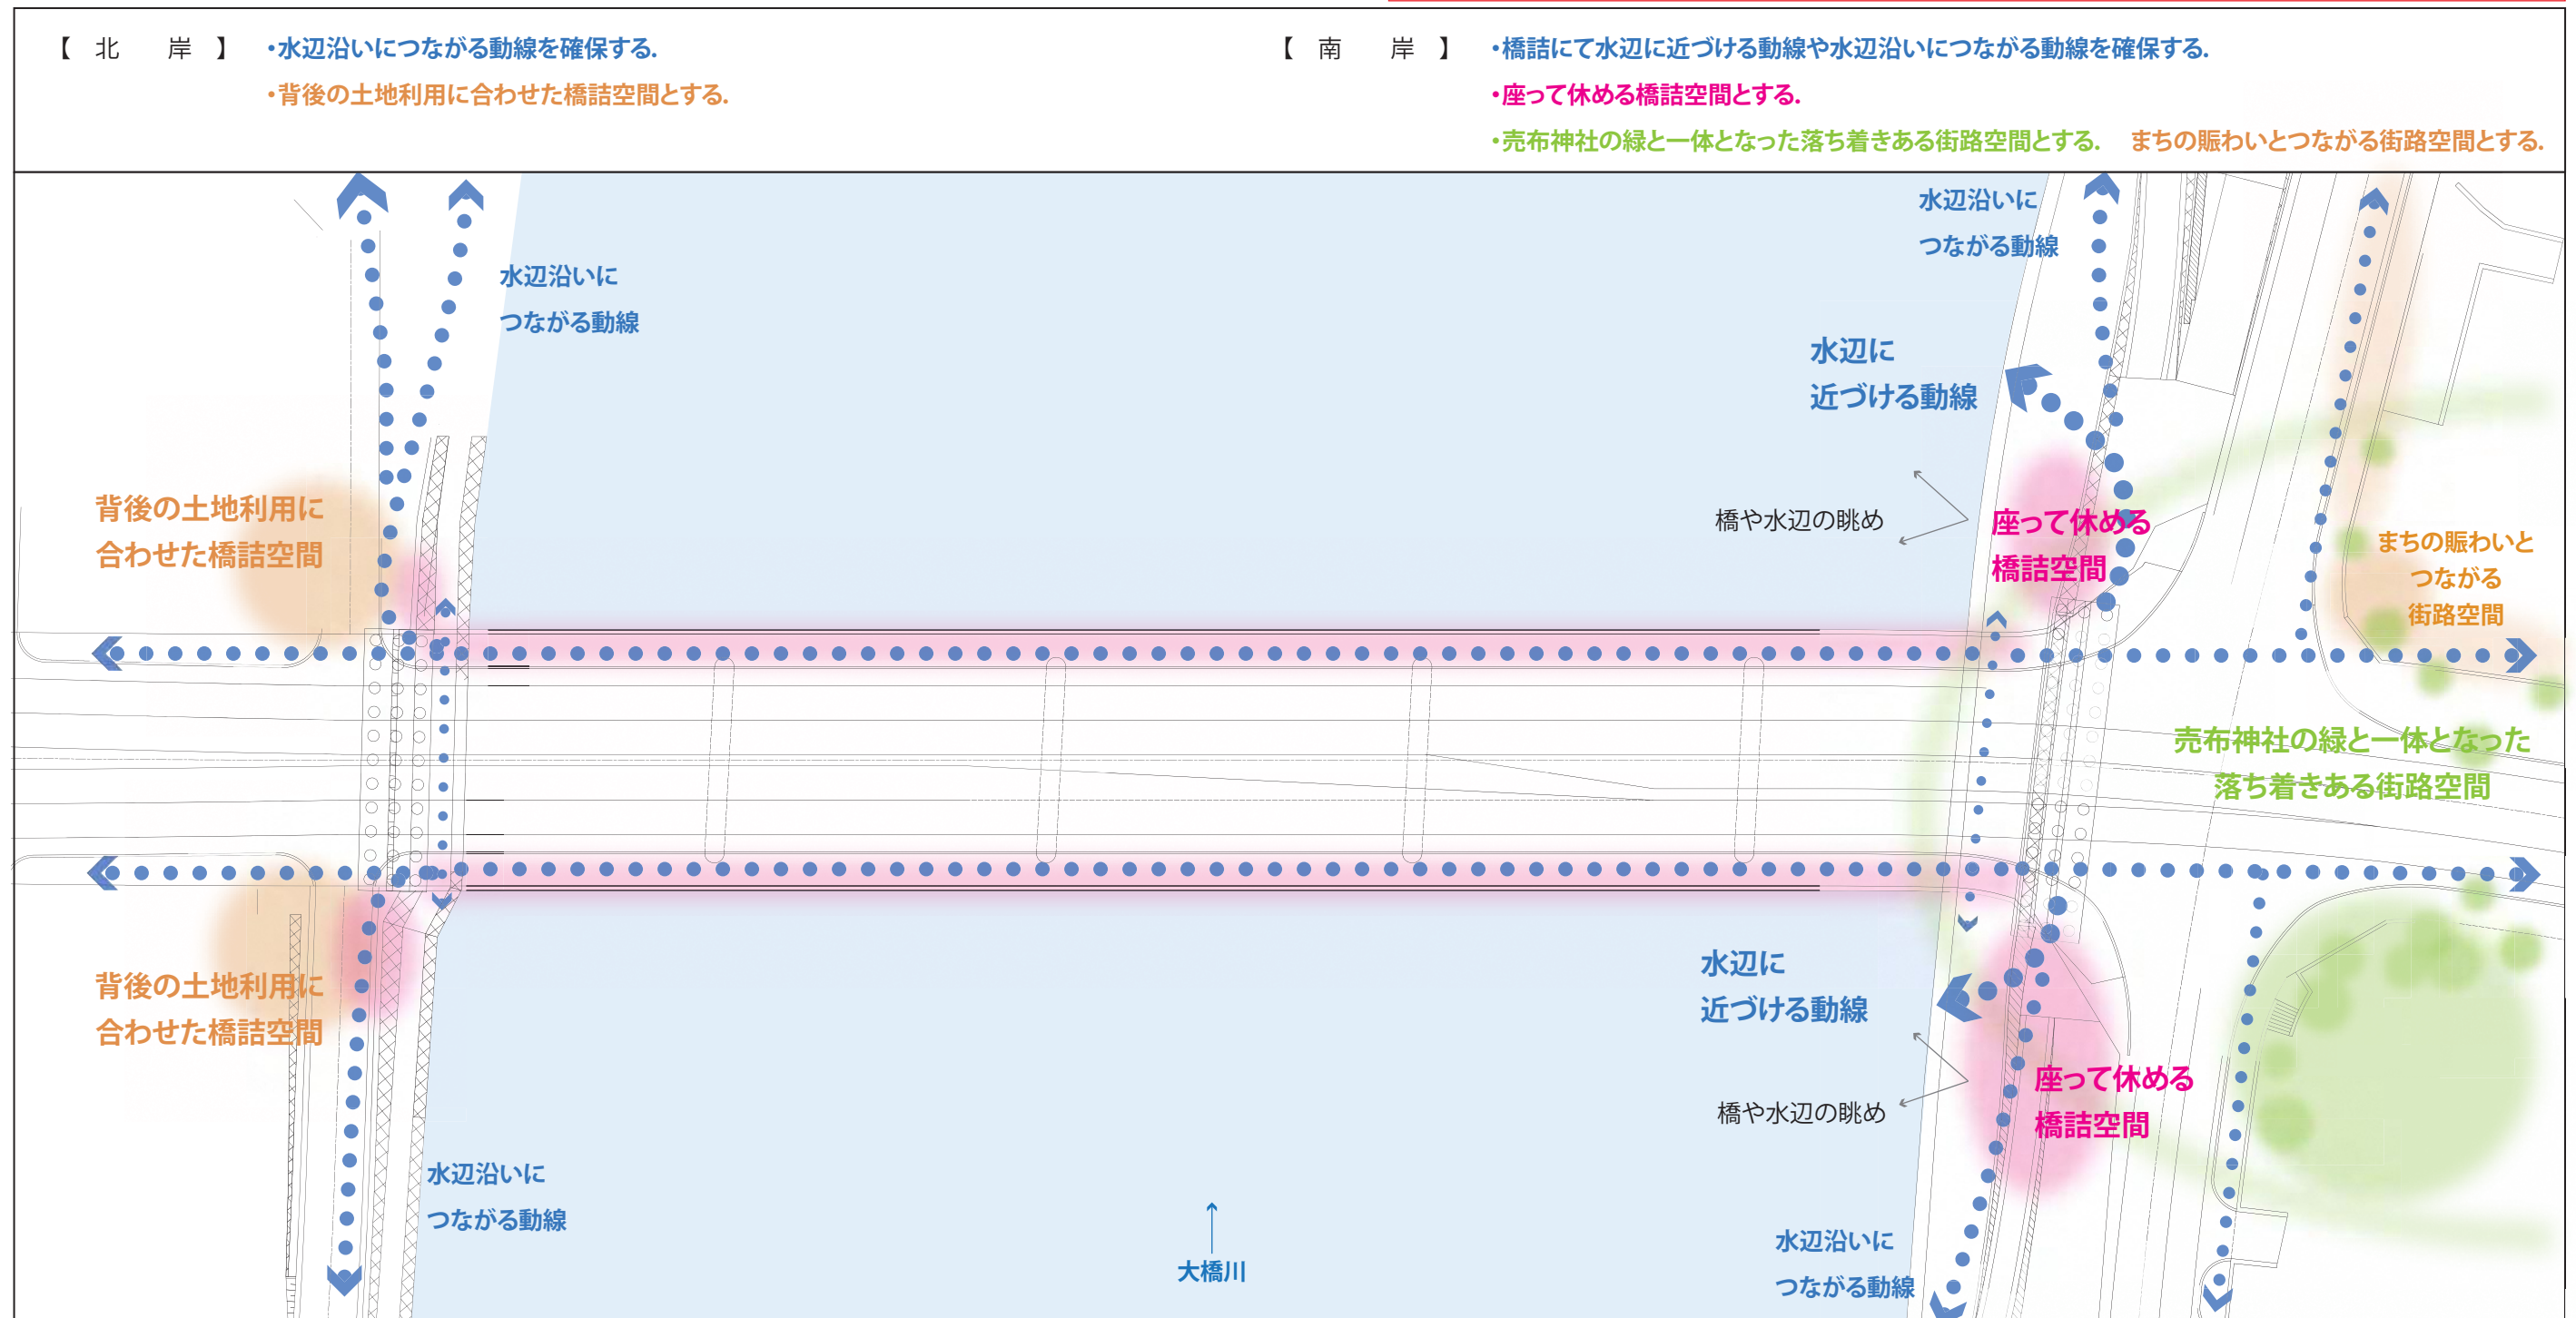 【 北 岸 】 ・水辺沿いにつながる動線を確保する.
・背後の土地利用に合わせた橋詰空間とする.
【 南 岸 】 ・橋詰にて水辺に近づける動線や水辺沿いにつながる動線を確保する.
・座って休める橋詰空間とする.
・売布神社の緑と一体となった落ち着きある街路空間とする. まちの賑わいとつながる街路空間とする.
水辺沿いに
つながる動線
水辺沿いに
つながる動線
水辺に
近づける動線
背後の土地利用に
合わせた橋詰空間
橋や水辺の眺め
座って休める
橋詰空間
まちの賑わいと
つながる
街路空間
売布神社の緑と一体となった
落ち着きある街路空間
背後の土地利用に
合わせた橋詰空間
水辺に
近づける動線
橋や水辺の眺め
座って休める
橋詰空間
水辺沿いに
つながる動線
大橋川
水辺沿いに
つながる動線